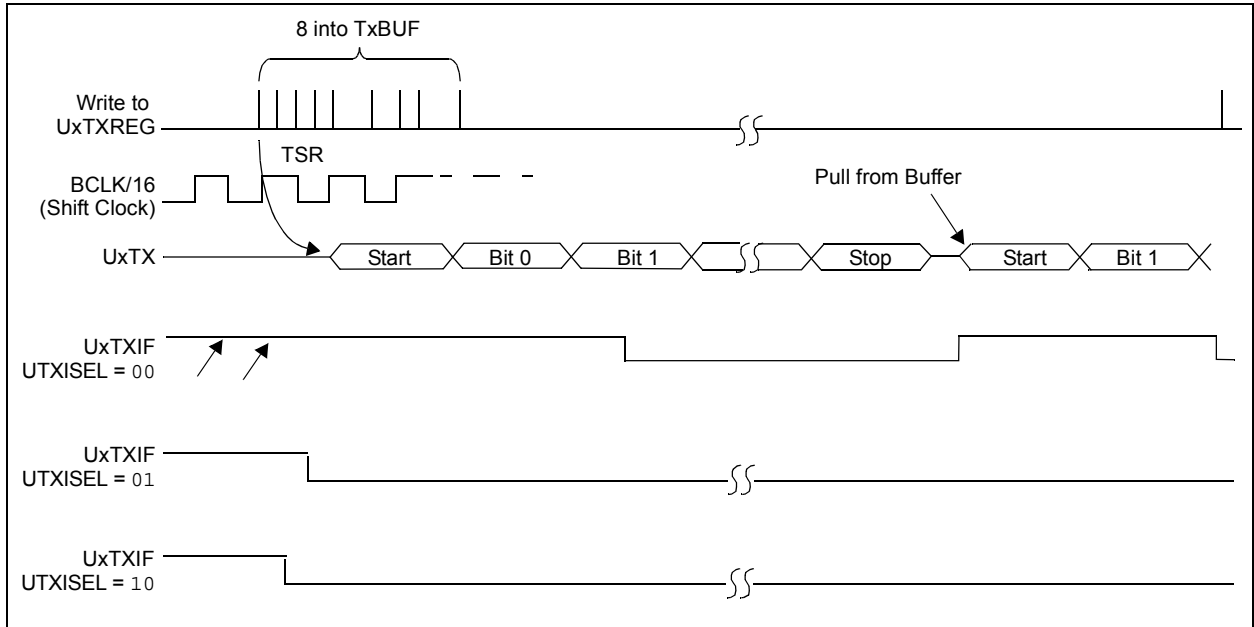 8 into TxBUF
Write to
UxTXREG
TSR
BCLK/16
(Shift Clock)
Pull from Buffer
UxTX
Start
Bit 0
Bit 1
Stop
Start
Bit 1
UxTXIF
UTXISEL = 00
UxTXIF
UTXISEL = 01
UxTXIF
UTXISEL = 10